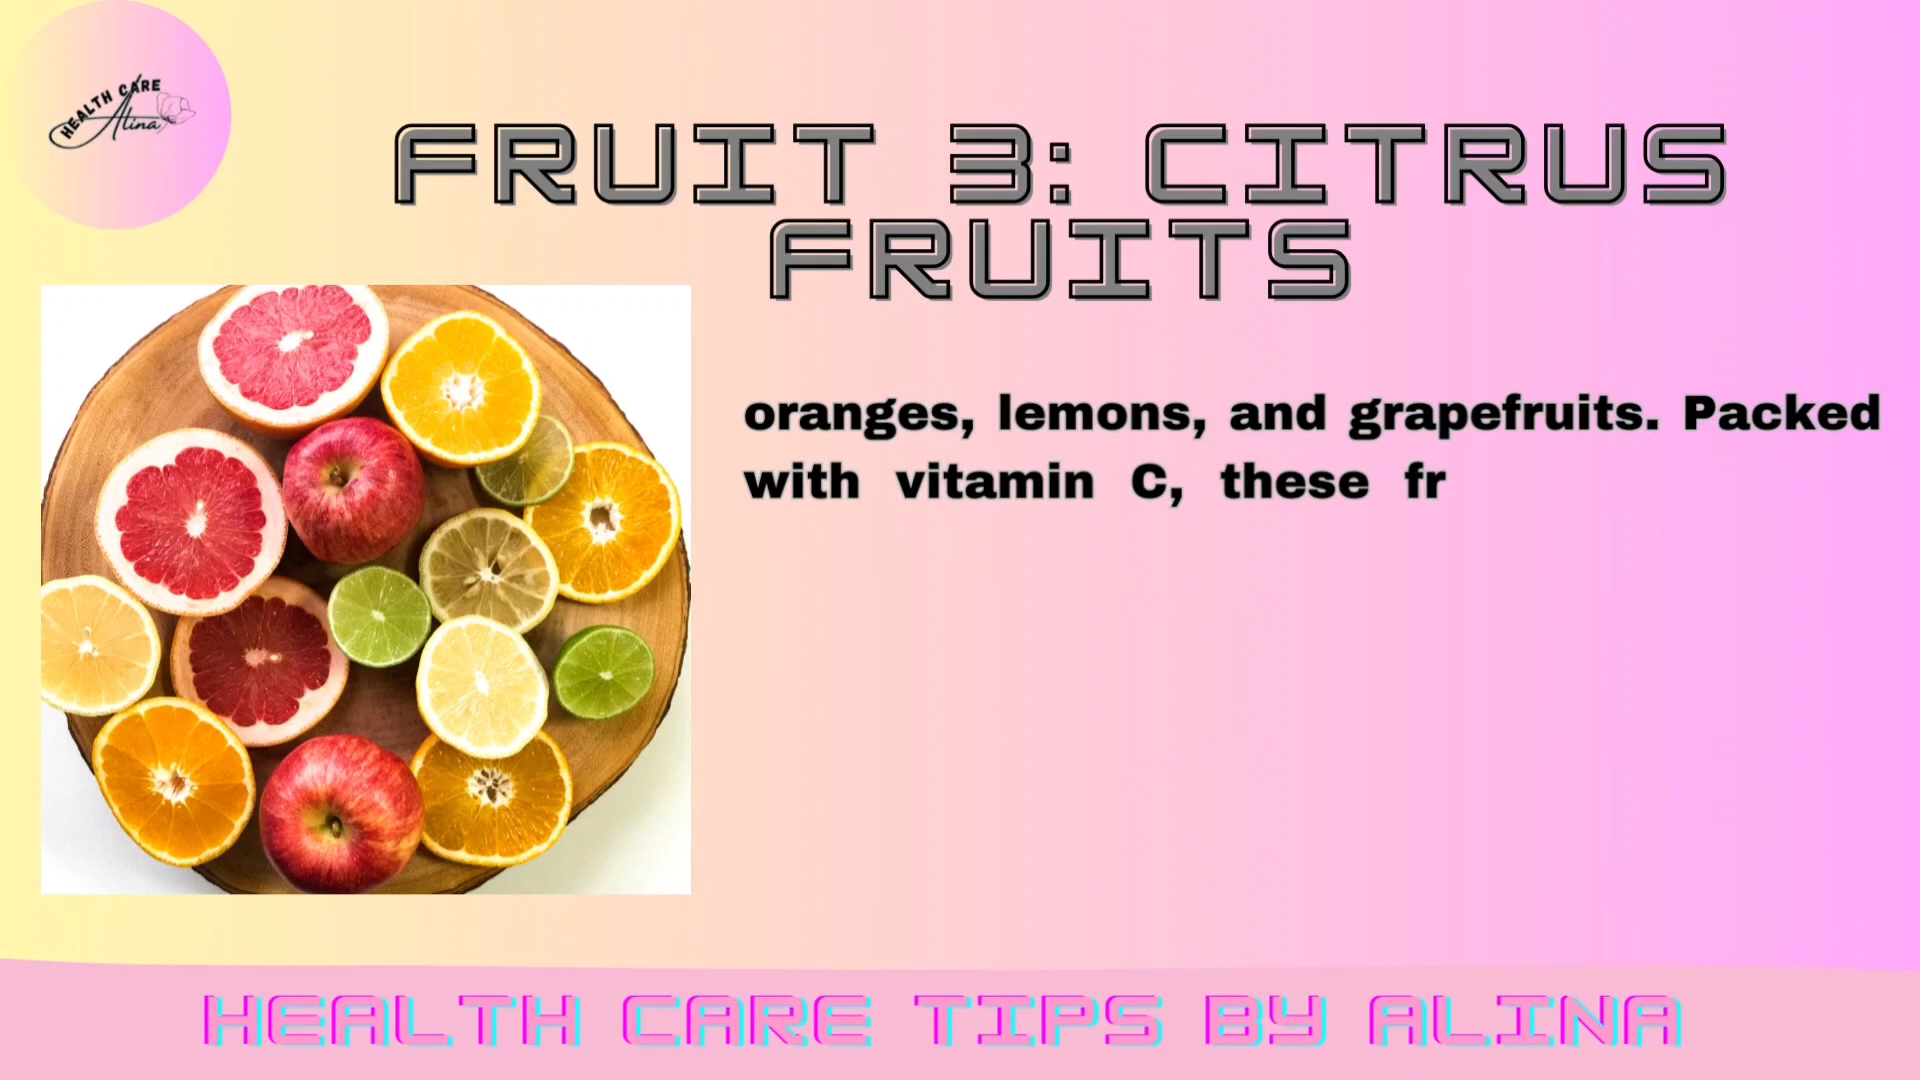 HEALTH CARE
Alina
FRUIT 3: CITRUS
FRUITS
oranges, lemons, and grapefruits. Packed
with vitamin C, these fr
HEALTH CARE TIPS BY ALINA